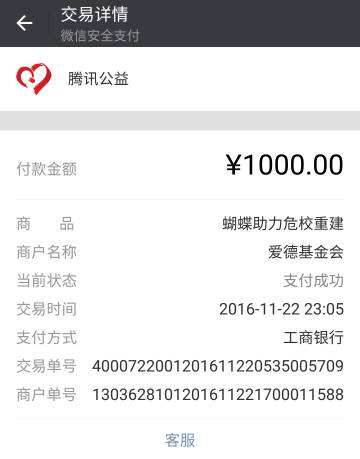 交易详情
微信安全支付
腾讯公益
付款金额 ¥1000.00
商 品 蝴蝶助力危校重建
商户名称 爱德基金会
当前状态 支付成功
交易时间 2016-11-22 23:05
支付方式 工商银行
交易单号 4000722001201611220535005709
商户单号 1303628101201611221700011588
客服